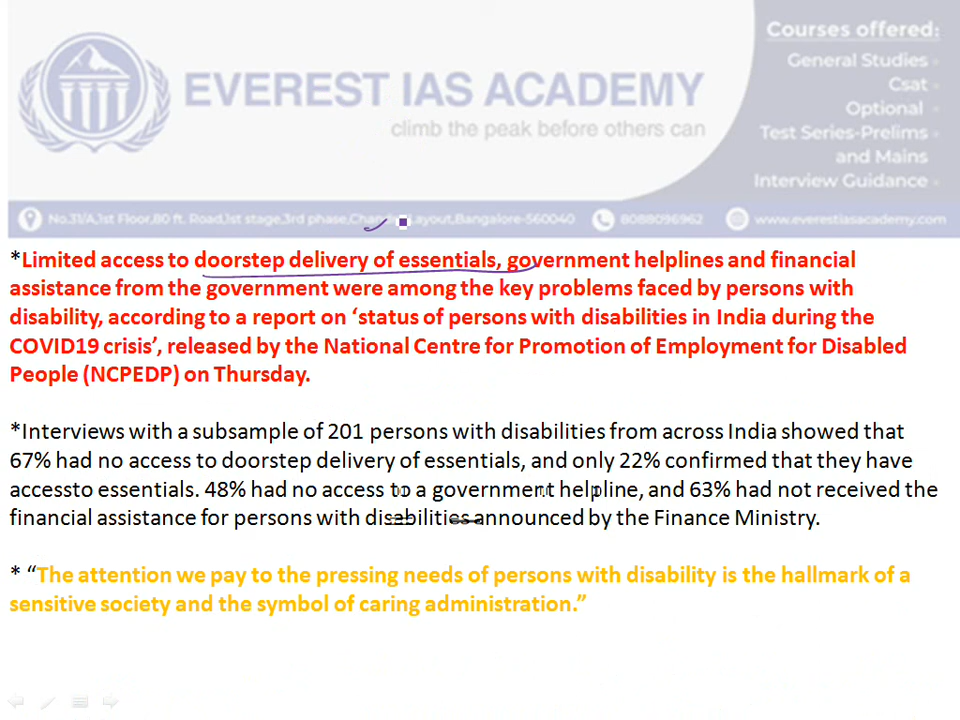 Courses offered:
General Studies
Csat
Optional
Test Series-Prelims
and Mains
Interview Guidance
EVEREST IAS ACADEMY
climb the peak before others can
No.31/A,1st Floor,80 ft. Road,1st stage,3rd phase, Layout,Bangalore-560040 8088096962 www.everestiasacademy.com
*Limited access to doorstep delivery of essentials, government helplines and financial
assistance from the government were among the key problems faced by persons with
disability, according to a report on ‘status of persons with disabilities in India during the
COVID19 crisis’, released by the National Centre for Promotion of Employment for Disabled
People (NCPEDP) on Thursday.
*Interviews with a subsample of 201 persons with disabilities from across India showed that
67% had no access to doorstep delivery of essentials, and only 22% confirmed that they have
accessto essentials. 48% had no access to a government helpline, and 63% had not received the
financial assistance for persons with disabilities announced by the Finance Ministry.
* “The attention we pay to the pressing needs of persons with disability is the hallmark of a
sensitive society and the symbol of caring administration.”